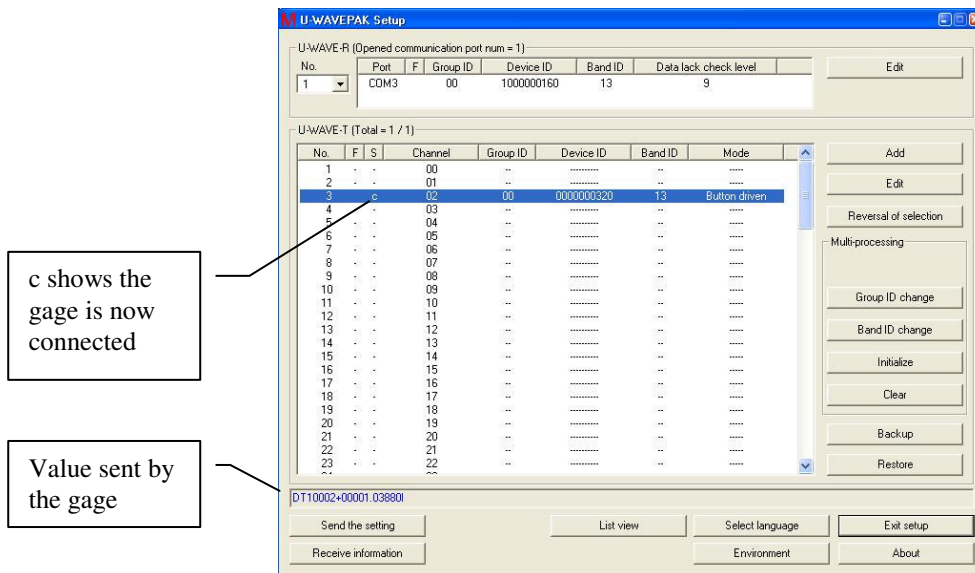 U-WAVEPAK Setup
U-WAVE-R (Opened communication port num = 1)
No. Port F Group ID Device ID Band ID Data lack check level
1 COM3 00 1000000160 13 9
Edit
U-WAVE-T (Total = 1 / 1)
No. F S Channel Group ID Device ID Band ID Mode
1 - - 00 -- ---------- -- -----
2 - - 01 -- ---------- -- -----
3 c 02 00 0000000320 13 Button driven
4 - 03 -- ---------- -- -----
5 - - 04 -- ---------- -- -----
6 - - 05 -- ---------- -- -----
7 - - 06 -- ---------- -- -----
8 - - 07 -- ---------- -- -----
9 - - 08 -- ---------- -- -----
10 - - 09 -- ---------- -- -----
11 - - 10 -- ---------- -- -----
12 - - 11 -- ---------- -- -----
13 - - 12 -- ---------- -- -----
14 - - 13 -- ---------- -- -----
15 - - 14 -- ---------- -- -----
16 - - 15 -- ---------- -- -----
17 - - 16 -- ---------- -- -----
18 - - 17 -- ---------- -- -----
19 - - 18 -- ---------- -- -----
20 - - 19 -- ---------- -- -----
21 - - 20 -- ---------- -- -----
22 - - 21 -- ---------- -- -----
23 - - 22 -- ---------- -- -----
Add
Edit
Reversal of selection
Multi-processing
Group ID change
Band ID change
Initialize
Clear
Backup
Restore
c shows the
gage is now
connected
Value sent by
the gage
DT10002+00001.03880I
Send the setting
List view
Select language
Exit setup
Receive information
Environment
About